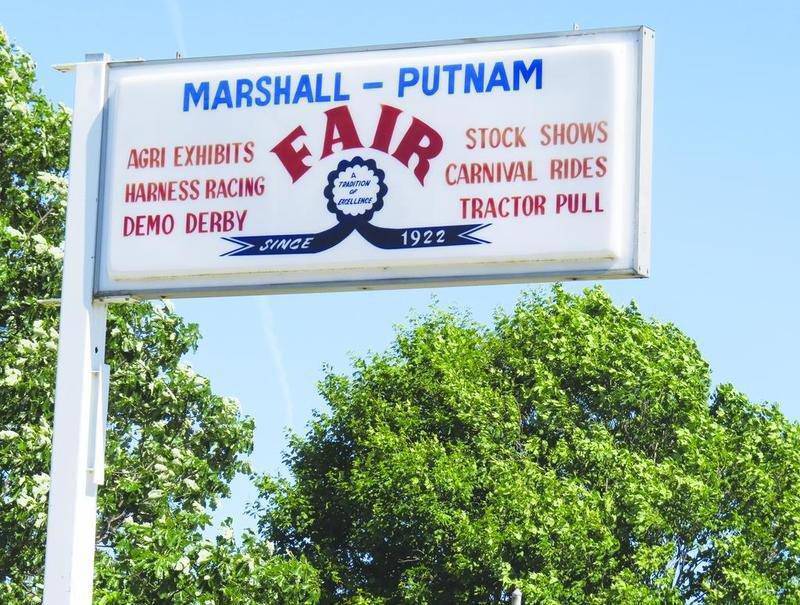 MARSHALL – PUTNAM
FAIR
AGRI EXHIBITS
HARNESS RACING
DEMO DERBY
STOCK SHOWS
CARNIVAL RIDES
TRACTOR PULL
A
TRADITION
OF
EXCELLENCE
SINCE 1922